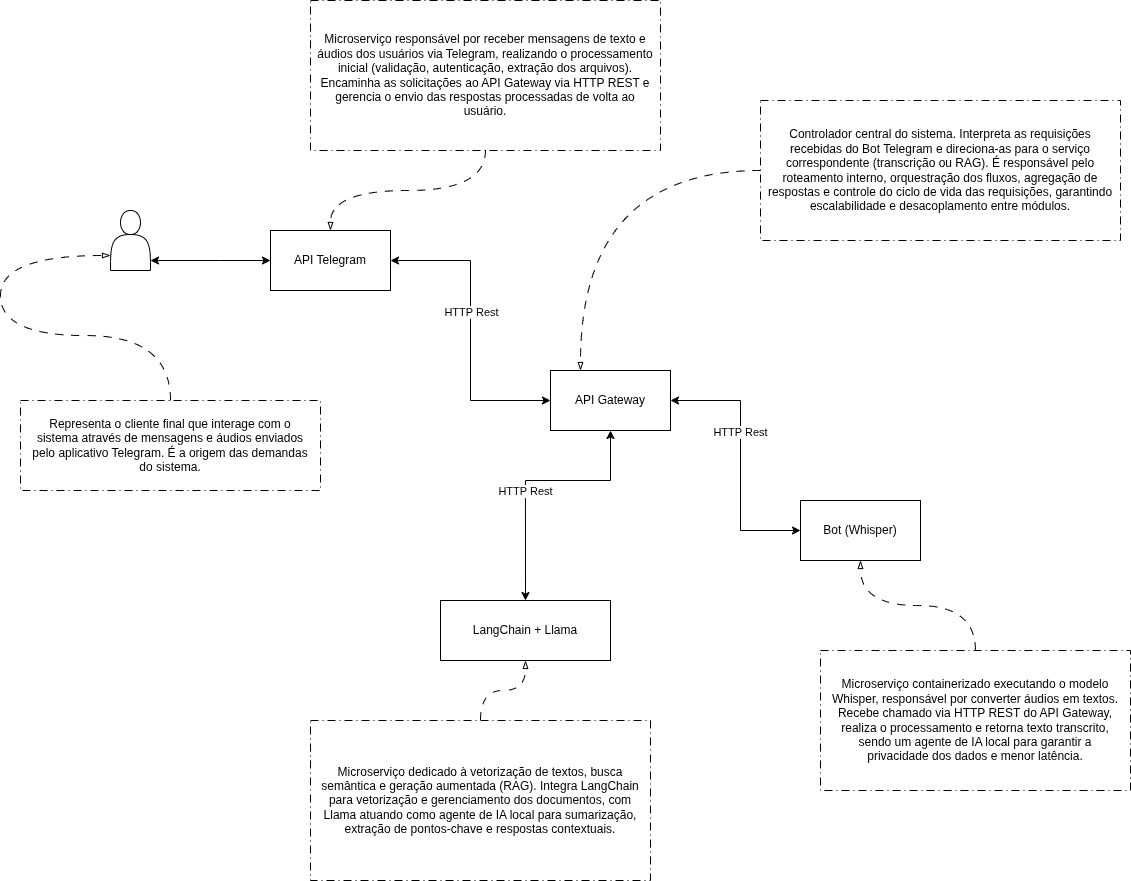 Microserviço responsável por receber mensagens de texto e
áudios dos usuários via Telegram, realizando o processamento
inicial (validação, autenticação, extração dos arquivos).
Encaminha as solicitações ao API Gateway via HTTP REST e
gerencia o envio das respostas processadas de volta ao
usuário.
Controlador central do sistema. Interpreta as requisições
recebidas do Bot Telegram e direciona-as para o serviço
correspondente (transcrição ou RAG). É responsável pelo
roteamento interno, orquestração dos fluxos, agregação de
respostas e controle do ciclo de vida das requisições, garantindo
escalabilidade e desacoplamento entre módulos.
API Telegram
HTTP Rest
API Gateway
HTTP Rest
Representa o cliente final que interage com o
sistema através de mensagens e áudios enviados
pelo aplicativo Telegram. É a origem das demandas
do sistema.
HTTP Rest
Bot (Whisper)
LangChain + Llama
Microserviço containerizado executando o modelo
Whisper, responsável por converter áudios em textos.
Recebe chamado via HTTP REST do API Gateway,
realiza o processamento e retorna texto transcrito,
sendo um agente de IA local para garantir a
privacidade dos dados e menor latência.
Microserviço dedicado à vetorização de textos, busca
semântica e geração aumentada (RAG). Integra LangChain
para vetorização e gerenciamento dos documentos, com
Llama atuando como agente de IA local para sumarização,
extração de pontos-chave e respostas contextuais.